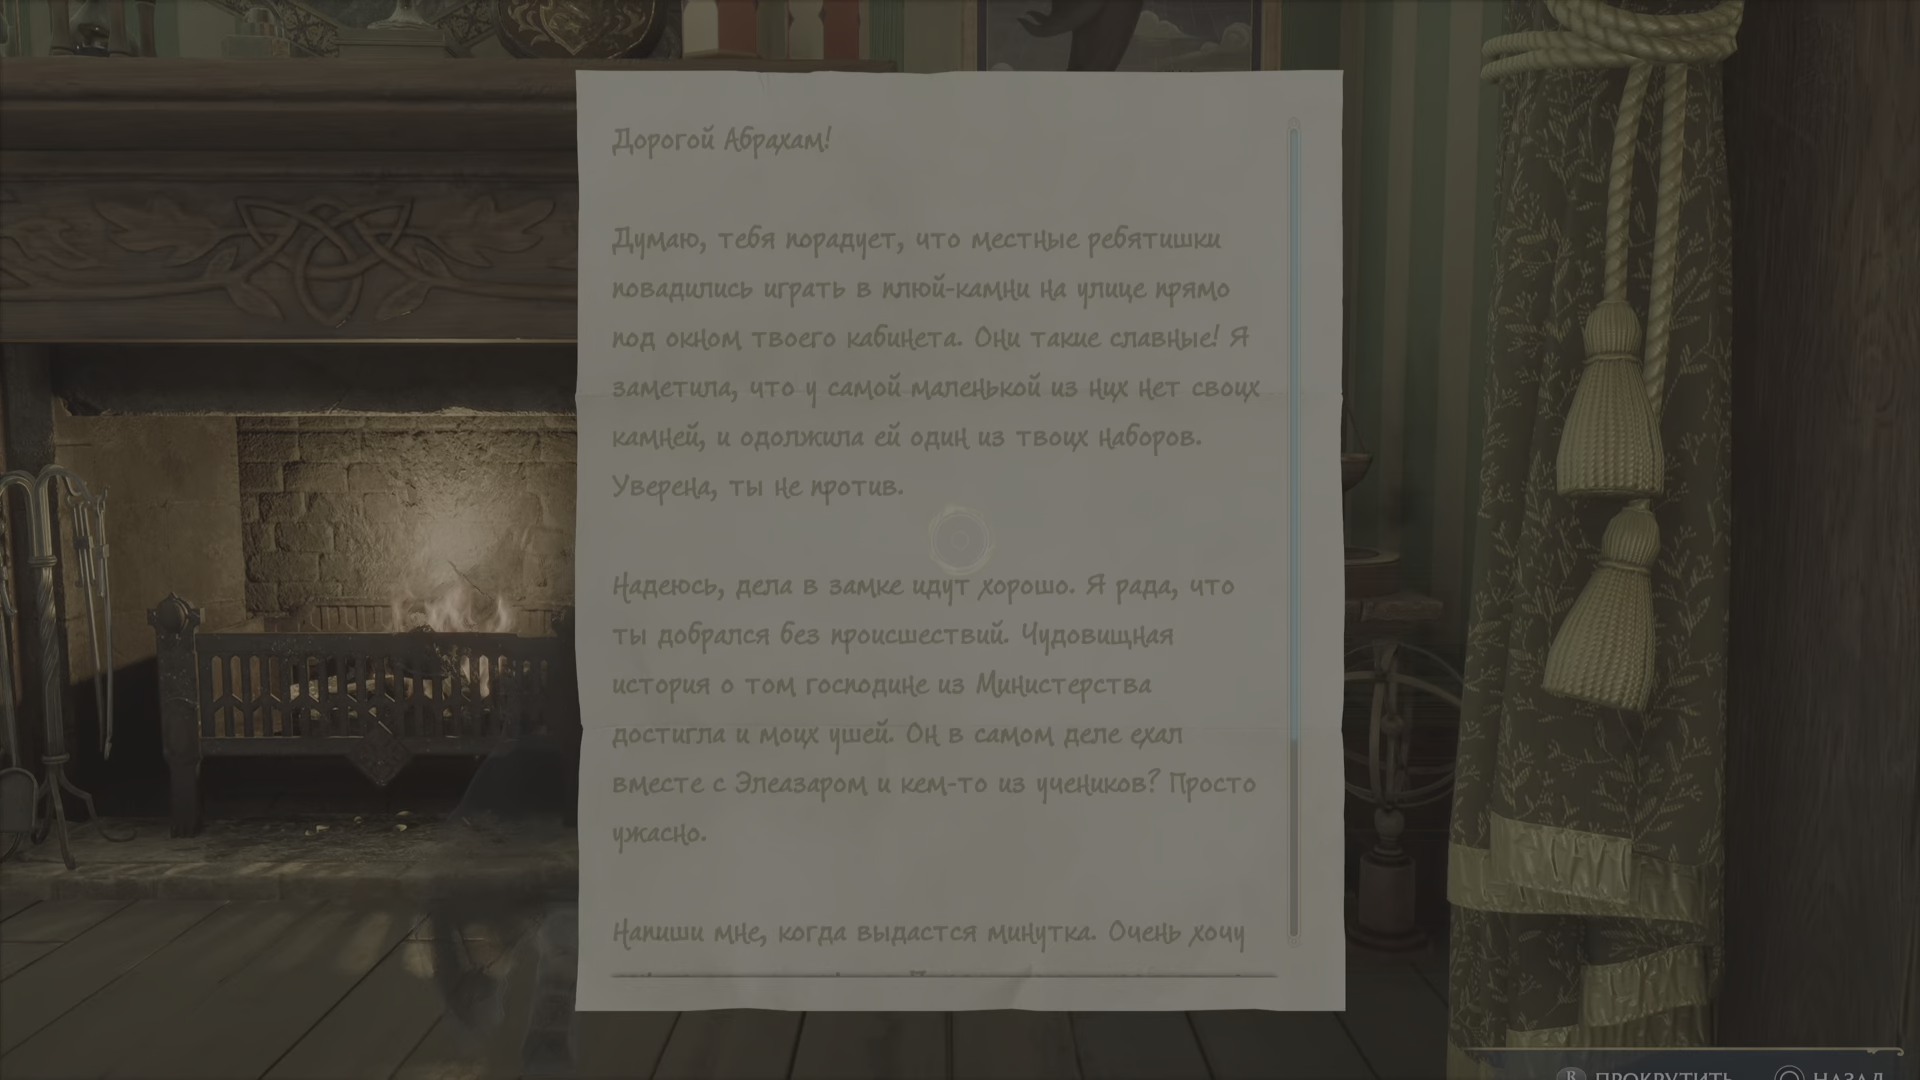 Дорогой Абрахам!
Думаю, тебя порадует, что местные ребятишки
повадились играть в плюй-камни на улице прямо
под окном твоего кабинета. Они такие славные! Я
заметила, что у самой маленькой из них нет своих
камней, и одолжила ей один из твоих наборов.
Уверена, ты не против.
Надеюсь, дела в замке идут хорошо. Я рада, что
ты добрался без происшествий. Чудовищная
история о том господине из Министерства
достигла и моих ушей. Он в самом деле ехал
вместе с Элеазаром и кем-то из учеников? Просто
ужасно.
Напиши мне, когда выдастся минутка. Очень хочу
R ПРОКРУТИТЬ НАЗАД